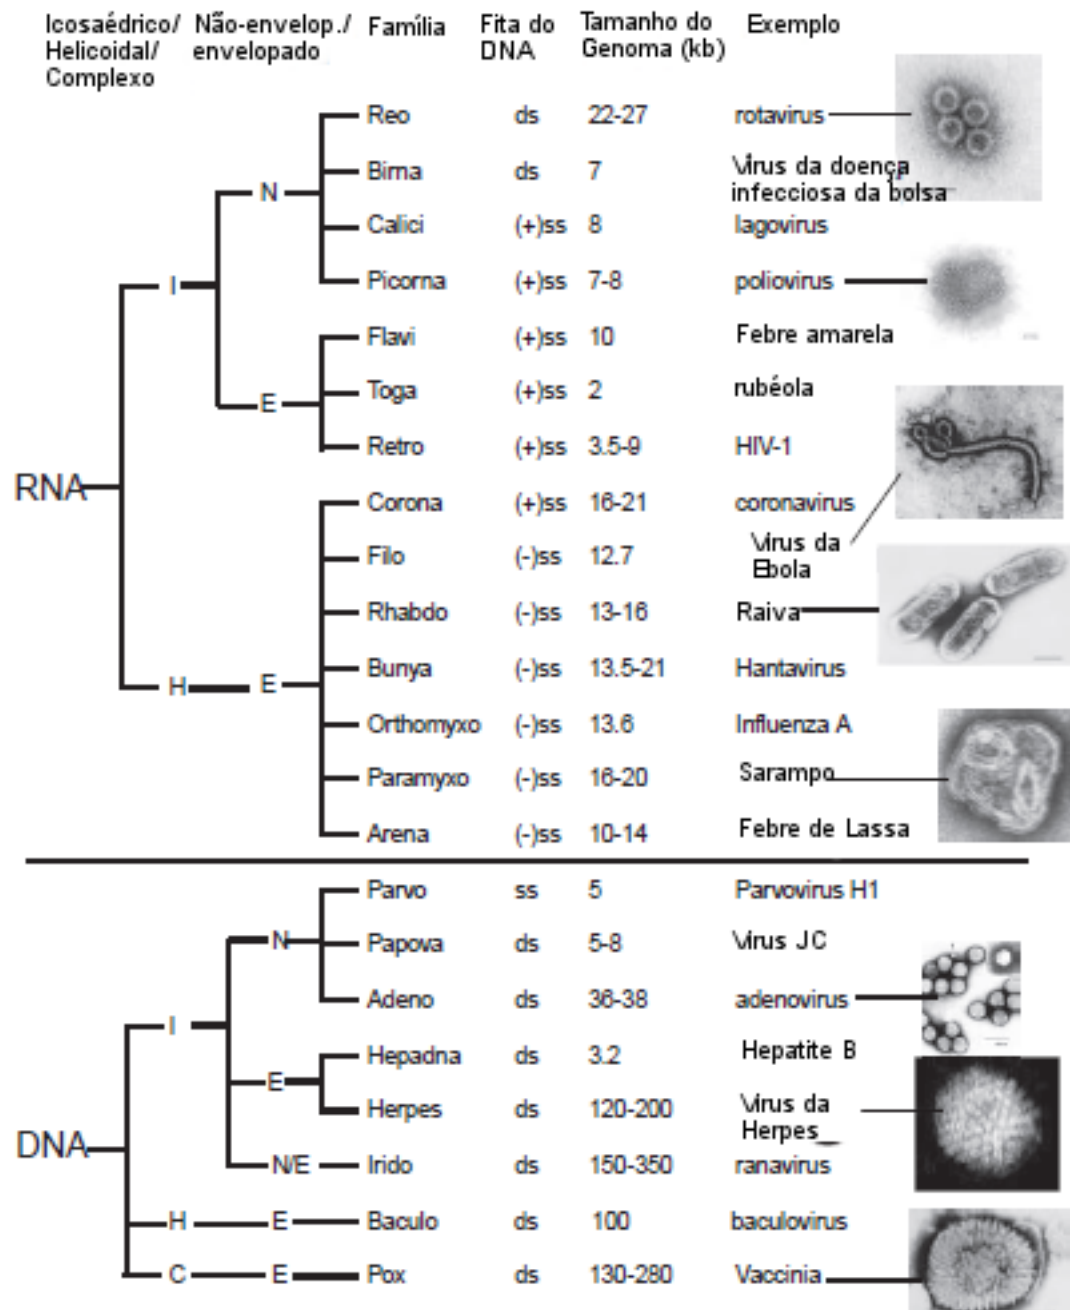 Icosaédrico/ Não-envelop./ Família Fita do Tamanho do Exemplo
Helicoidal/ envelopado DNA Genoma (kb)
Complexo
Reo ds 22-27 rotavirus
Birna ds 7 Vírus da doença
infecciosa da bolsa
N
Calici (+)ss 8 lagovirus
I
Picorna (+)ss 7-8 poliovirus
Flavi (+)ss 10 Febre amarela
Toga (+)ss 2 rubéola
E
Retro (+)ss 3.5-9 HIV-1
RNA
Corona (+)ss 16-21 coronavirus
Filo (-)ss 12.7 Virus da
Ebola
Rhabdo (-)ss 13-16 Raiva
Bunya (-)ss 13.5-21 Hantavirus
H E
Orthomyxo (-)ss 13.6 Influenza A
Paramyxo (-)ss 16-20 Sarampo
Arena (-)ss 10-14 Febre de Lassa
Parvo ss 5 Parvovirus H1
N Papova ds 5-8 Virus JC
Adeno ds 36-38 adenovirus
I
Hepadna ds 3.2 Hepatite B
E
Herpes ds 120-200 Virus da
Herpes
DNA
N/E Irido ds 150-350 ranavirus
H E Baculo ds 100 baculovirus
C E Pox ds 130-280 Vaccinia